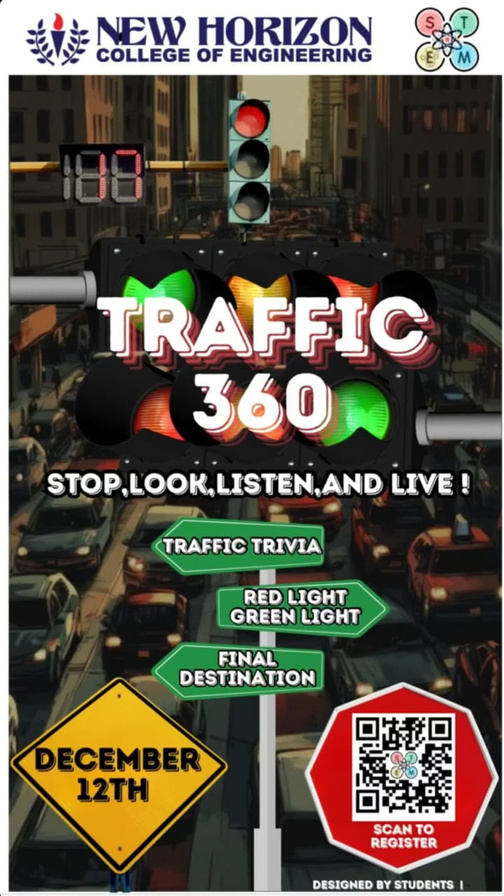 NEW HORIZON
COLLEGE OF ENGINEERING
S T
E M
17
TRAFFIC
360
STOP,LOOK,LISTEN,AND LIVE !
TRAFFIC TRIVIA
RED LIGHT
GREEN LIGHT
FINAL
DESTINATION
DECEMBER
12TH
S T
E M
SCAN TO
REGISTER
DESIGNED BY STUDENTS |